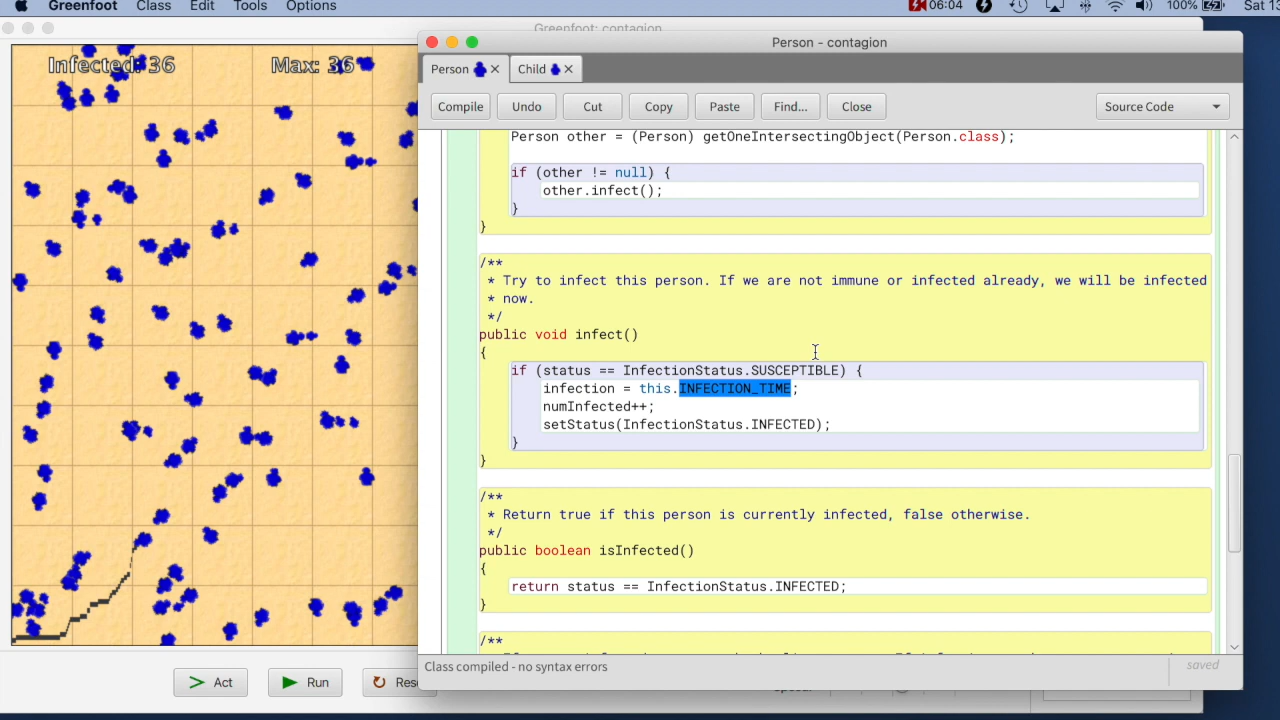 Greenfoot Class Edit Tools Options 06:04 100% Sat 13
Greenfoot: contagion
Infected: 36 Max: 36
Person - contagion
Person Child
Compile Undo Cut Copy Paste Find... Close Source Code
Person other = (Person) getOneIntersectingObject(Person.class);
if (other != null) {
other.infect();
}
}
/**
* Try to infect this person. If we are not immune or infected already, we will be infected
* now.
*/
public void infect()
{
if (status == InfectionStatus.SUSCEPTIBLE) {
infection = this.INFECTION_TIME;
numInfected++;
setStatus(InfectionStatus.INFECTED);
}
}
/**
* Return true if this person is currently infected, false otherwise.
*/
public boolean isInfected()
{
return status == InfectionStatus.INFECTED;
}
/**
Class compiled - no syntax errors
saved
Act Run Res